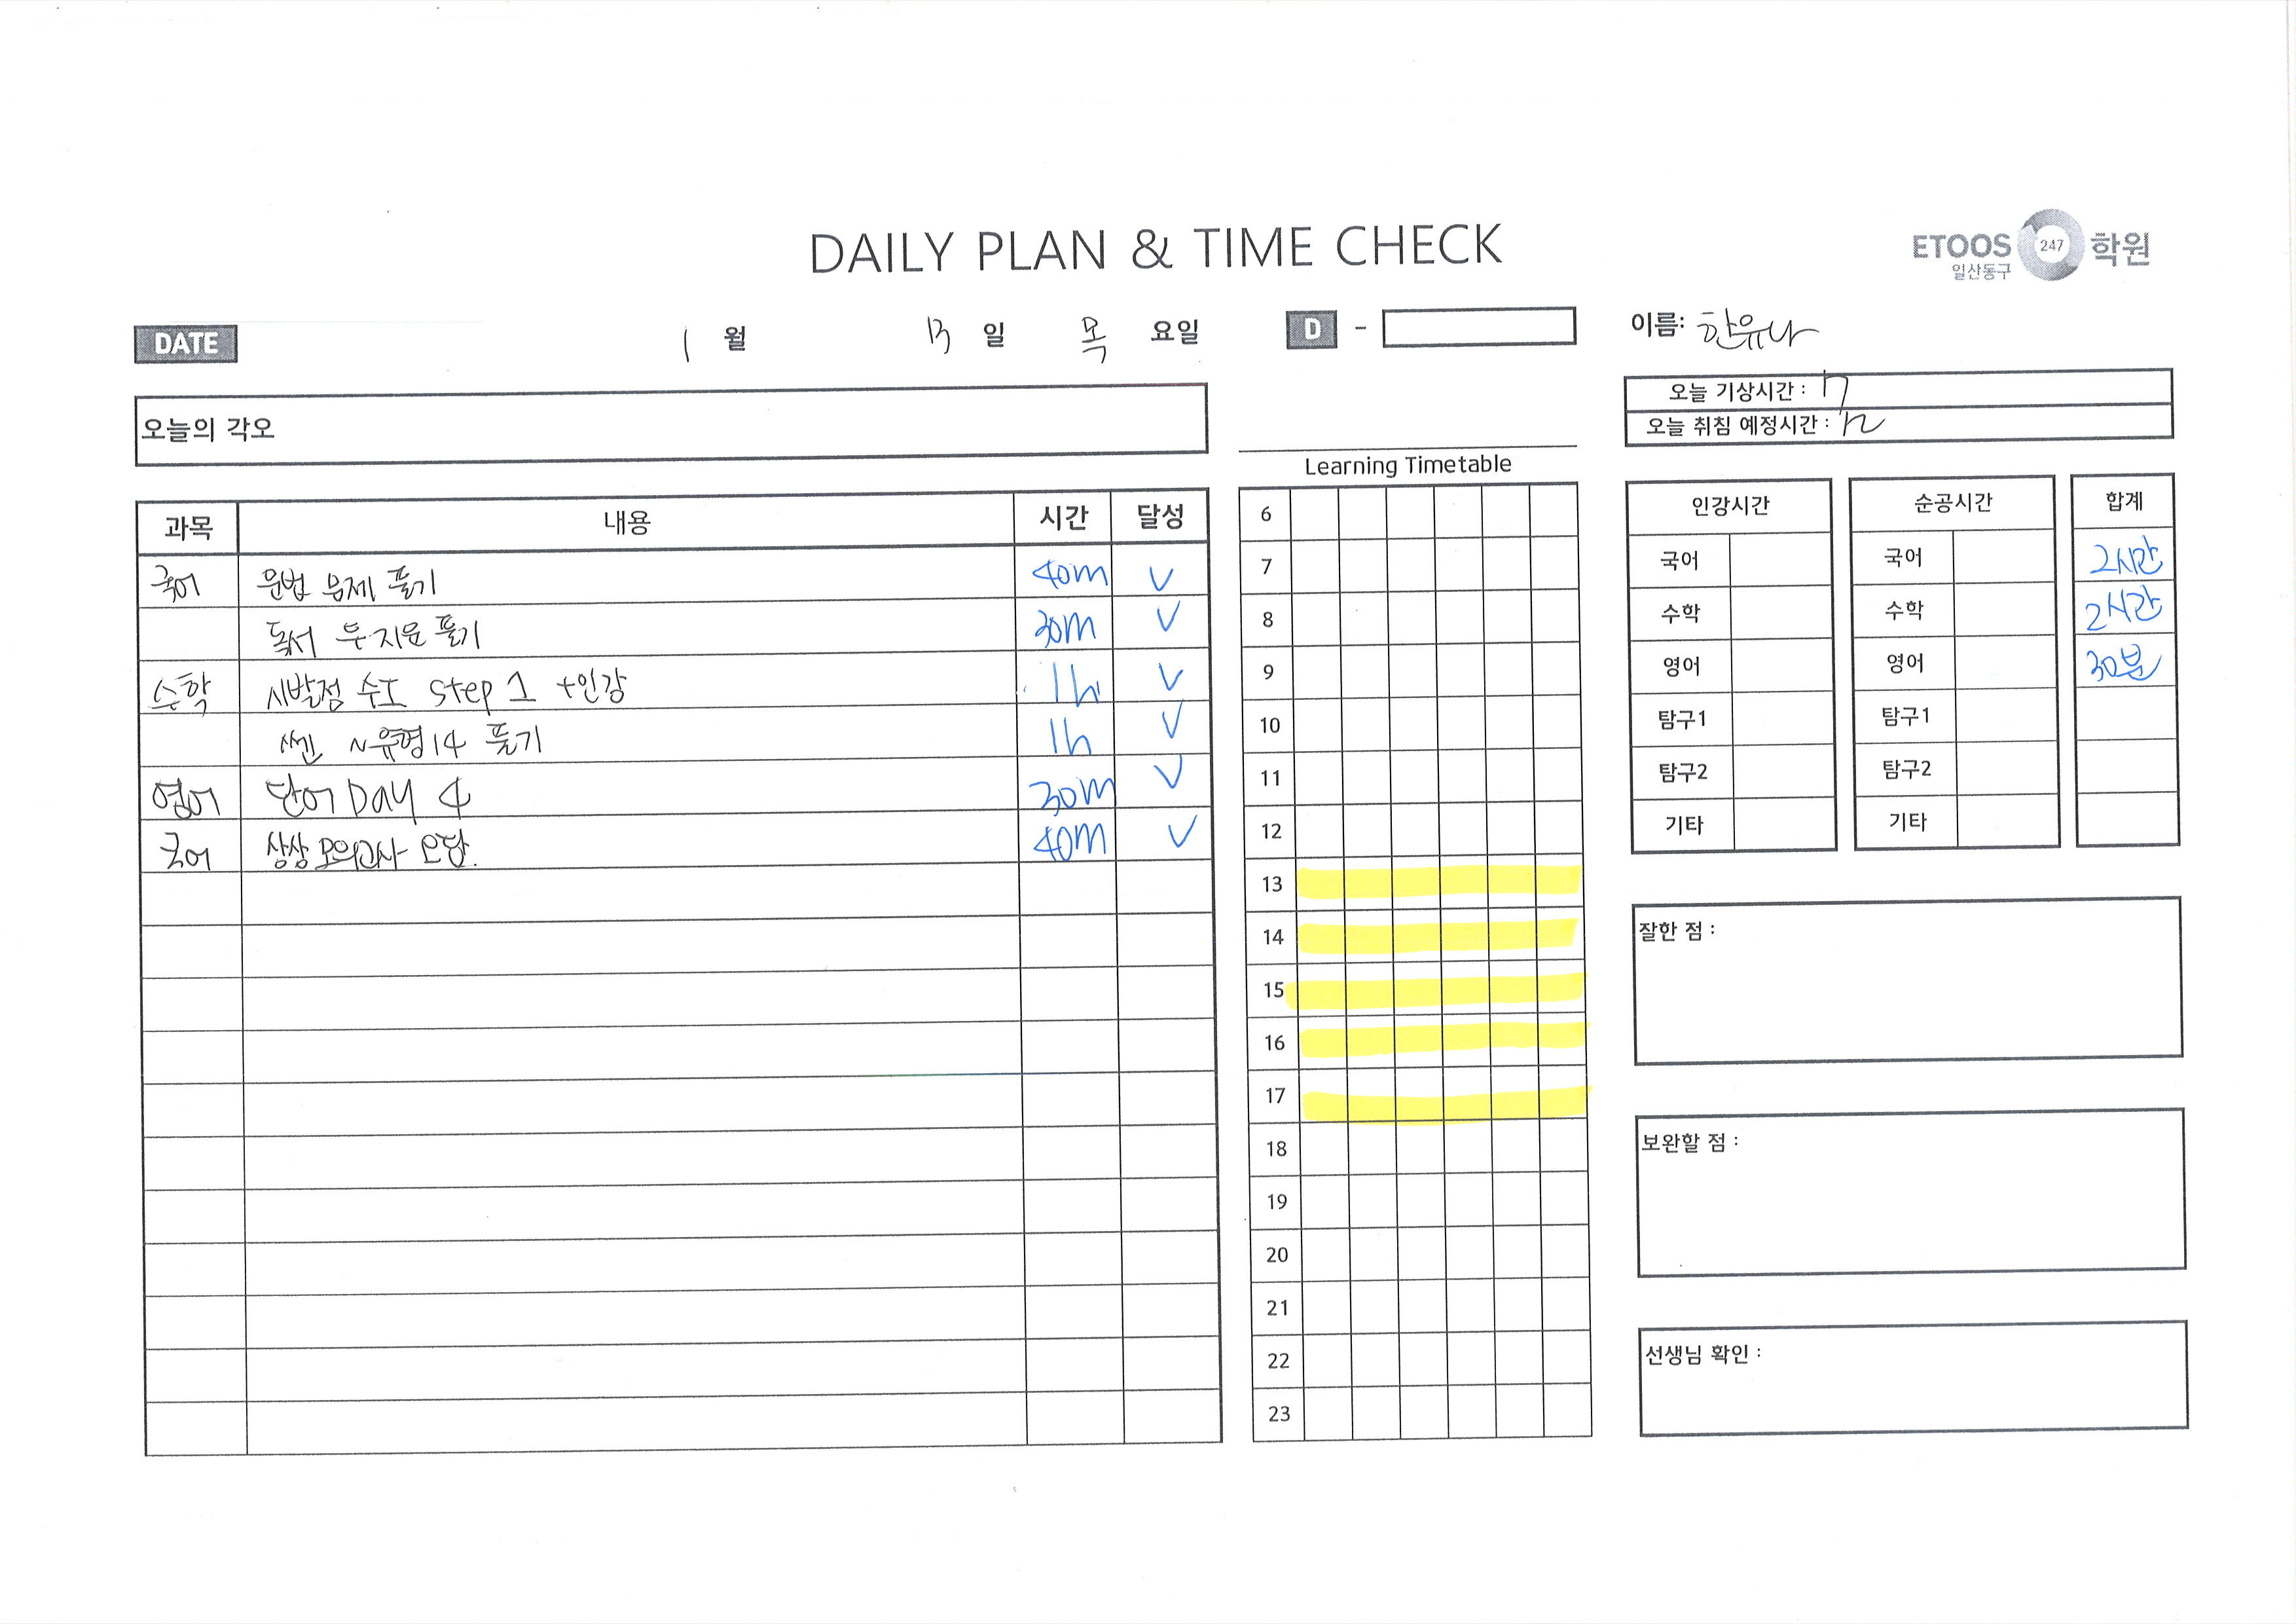 DAILY PLAN & TIME CHECK
ETOOS 247 학원
일산동구
DATE 1 월 13 일 목 요일 D -
이름: 한유나
오늘의 각오
오늘 기상시간 : 7
오늘 취침 예정시간 : 12
과목 내용 시간 달성
국어 문법 문제 풀기 40m V
독서 두 지문 풀기 30m V
수학 시발점 수I step 1 +인강 1h V
쎈 ~유형14 풀기 1h V
영어 단어 DAY 4 30m V
국어 상상모의고사 오답. 40m V
Learning Timetable
6
7
8
9
10
11
12
13
14
15
16
17
18
19
20
21
22
23
인강시간 순공시간 합계
국어 국어 2시간
수학 수학 2시간
영어 영어 30분
탐구1 탐구1
탐구2 탐구2
기타 기타
잘한 점 :
보완할 점 :
선생님 확인 :